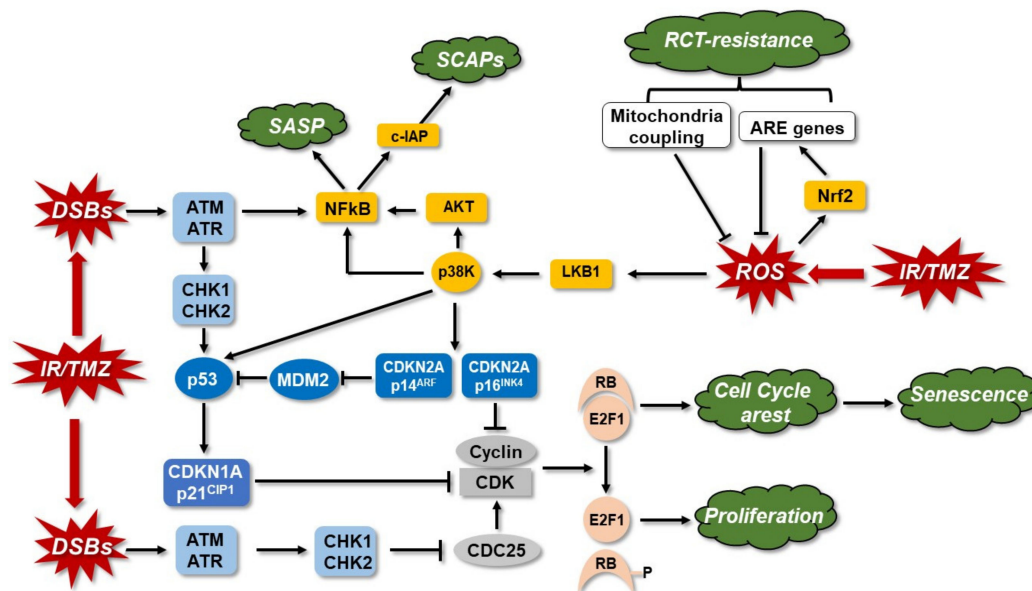 RCT-resistance
SCAPs
SASP
c-IAP
Mitochondria
coupling
ARE genes
DSBs
ATM
ATR
NFkB
AKT
Nrf2
p38K
LKB1
ROS
IR/TMZ
CHK1
CHK2
IR/TMZ
p53
MDM2
CDKN2A
p14ARF
CDKN2A
p16INK4
RB
E2F1
Cell Cycle
arest
Senescence
Cyclin
CDK
CDKN1A
p21CIP1
E2F1
Proliferation
DSBs
ATM
ATR
CHK1
CHK2
CDC25
RB
P